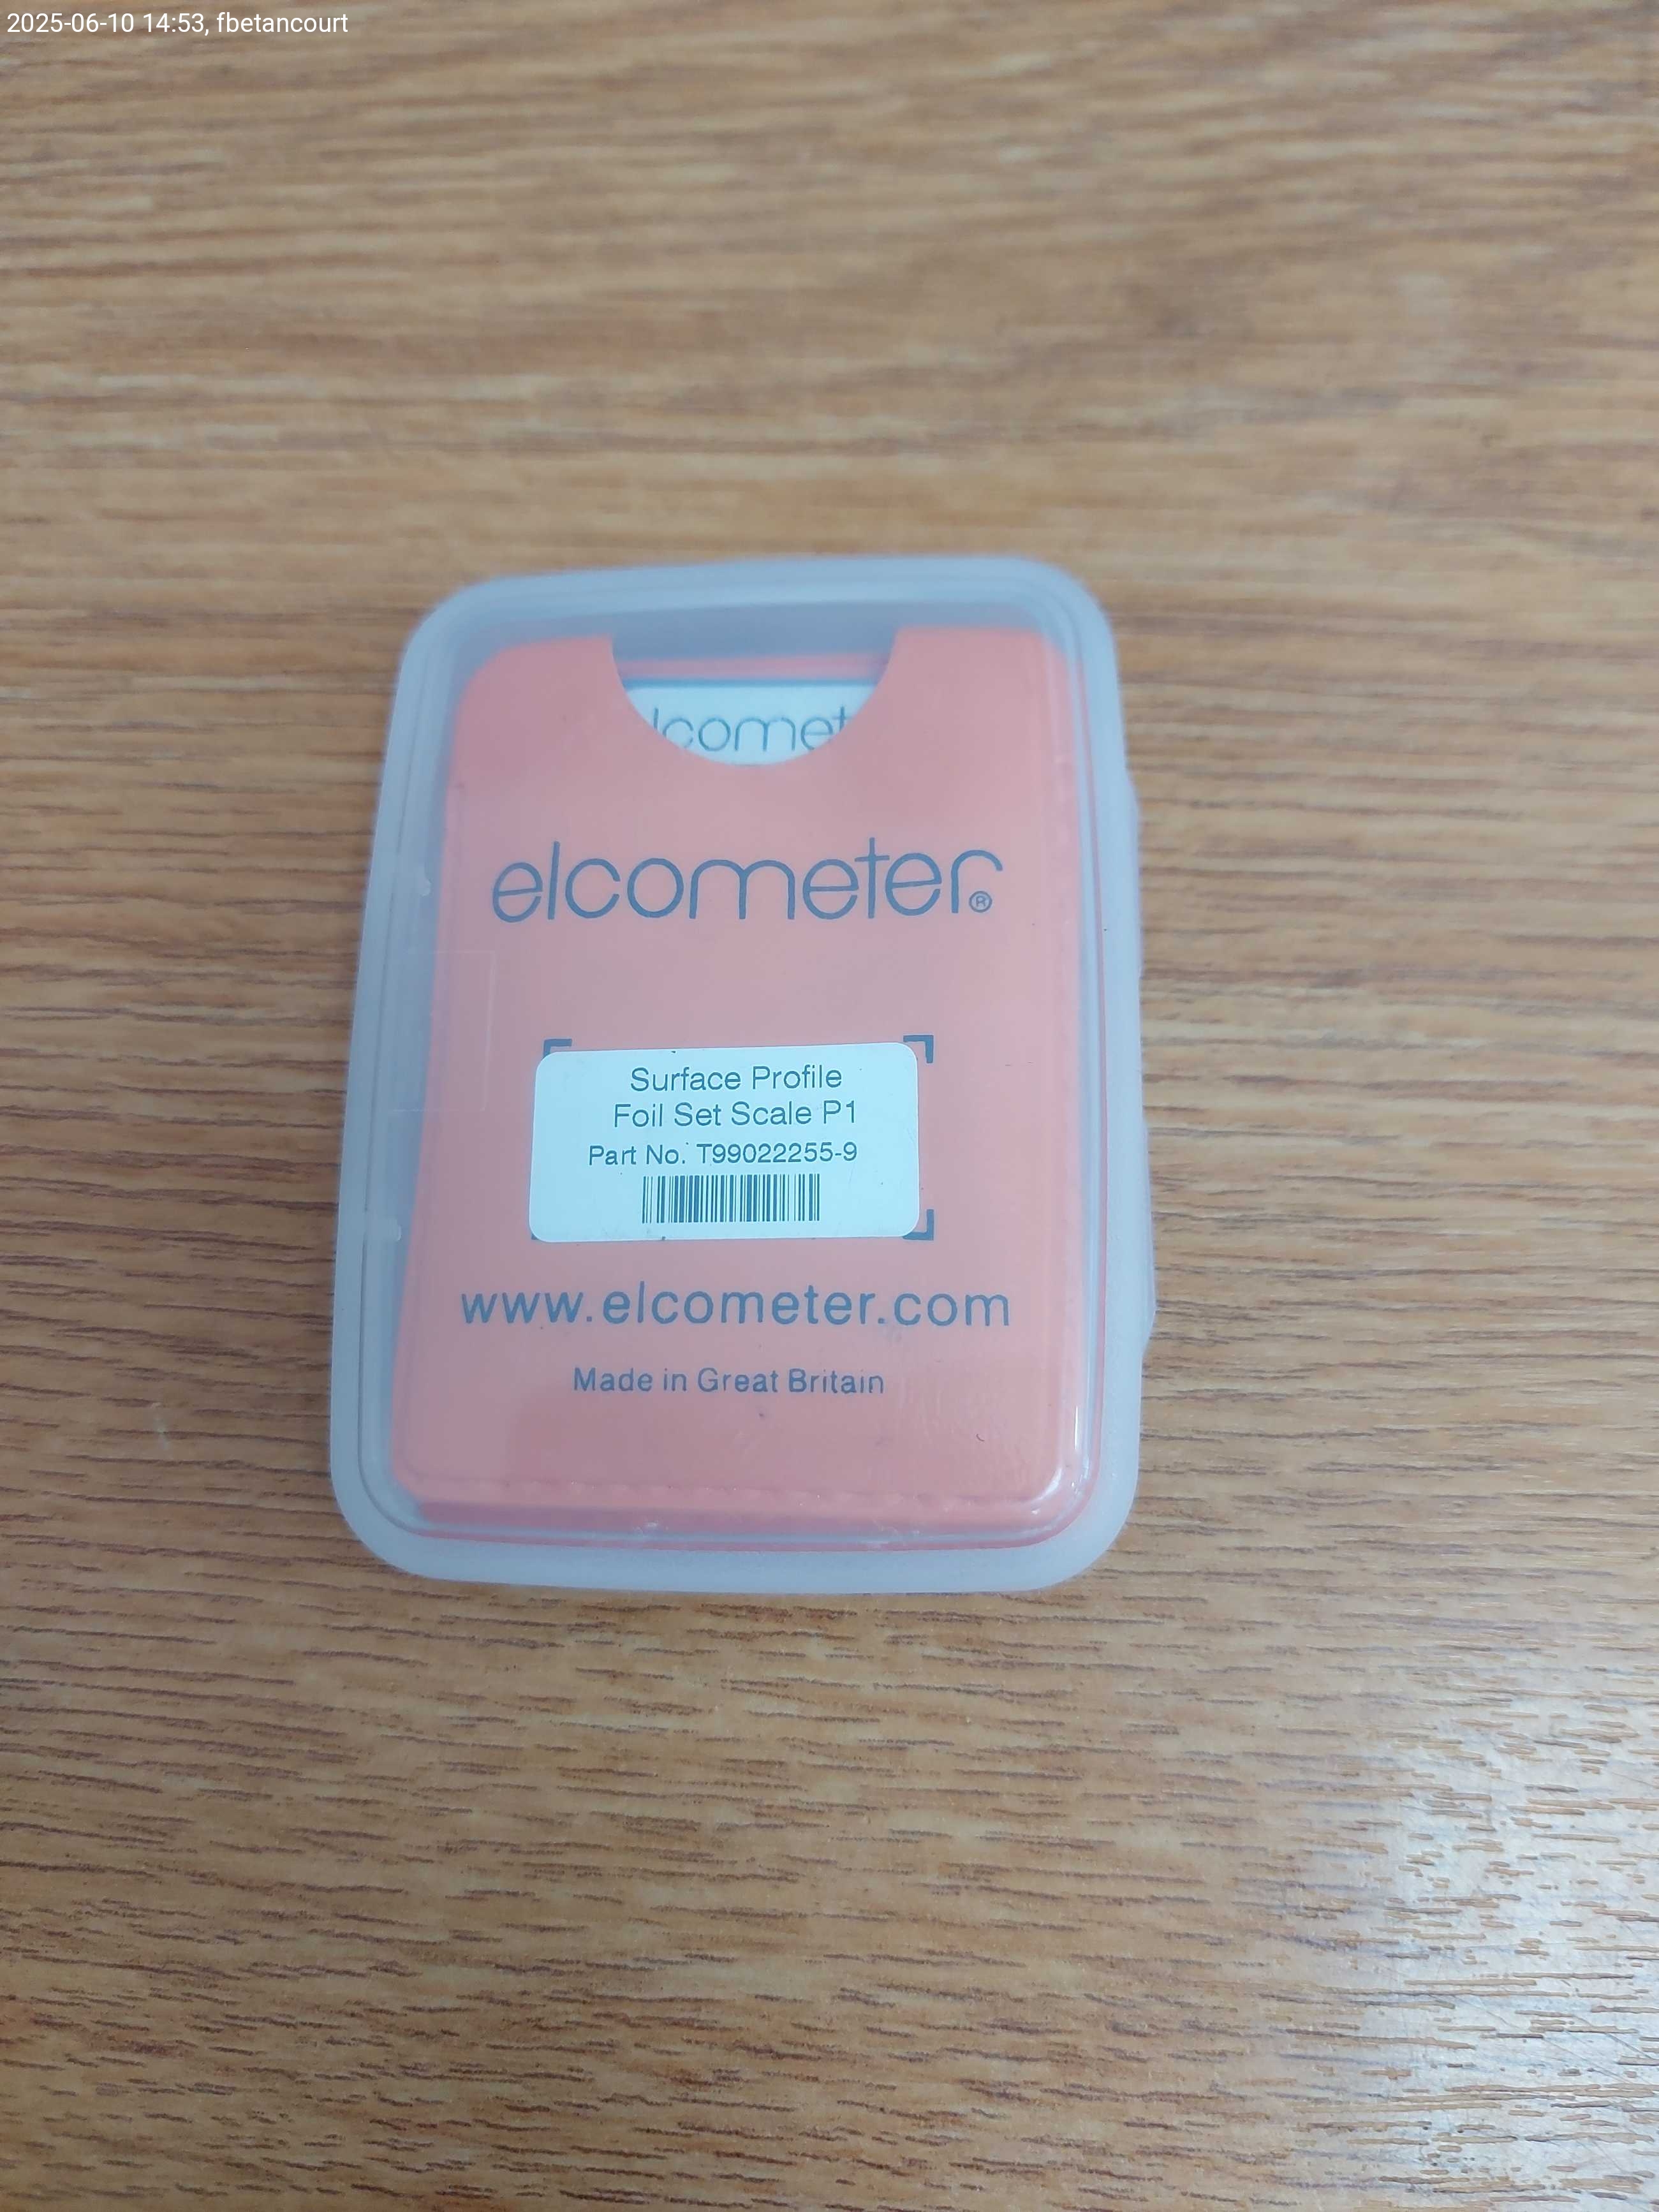 2025-06-10 14:53, fbetancourt
lcomet
elcometer®
Surface Profile
Foil Set Scale P1
Part No. T99022255-9
www.elcometer.com
Made in Great Britain